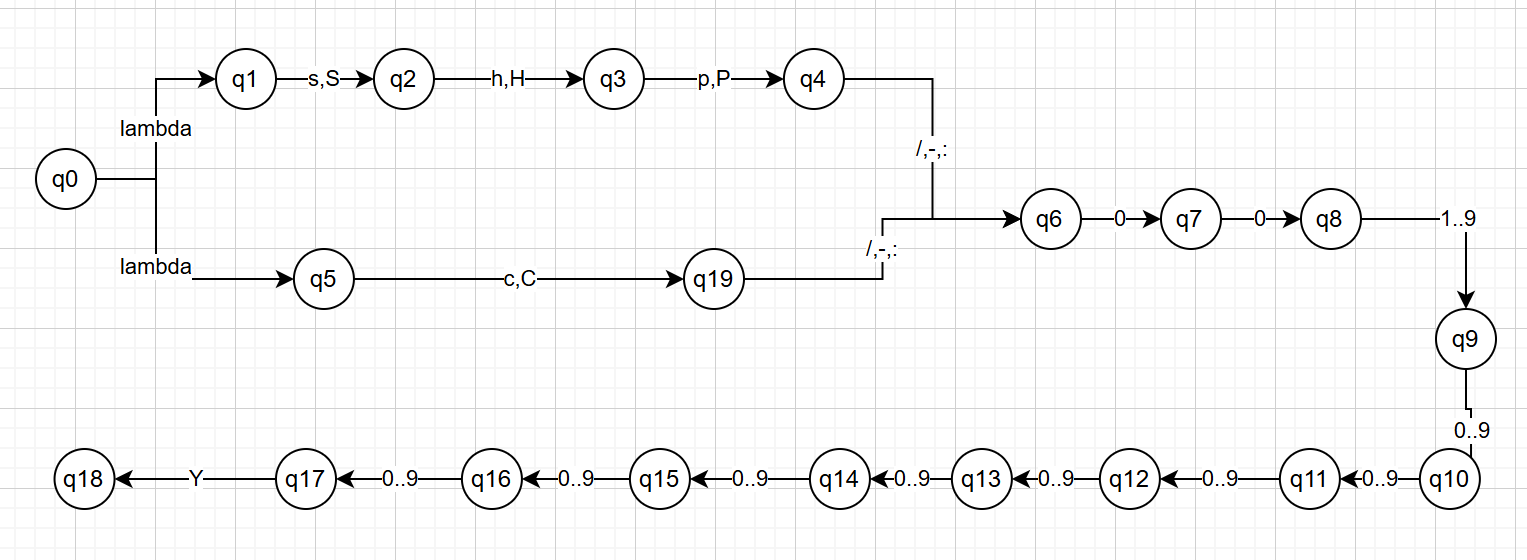 q1 s,S q2 h,H q3 p,P q4
lambda
/,-,:
q0
q6 0 q7 0 q8 1..9
/,-,:
lambda
q5 c,C q19
q9
0..9
q18 Y q17 0..9 q16 0..9 q15 0..9 q14 0..9 q13 0..9 q12 0..9 q11 0..9 q10